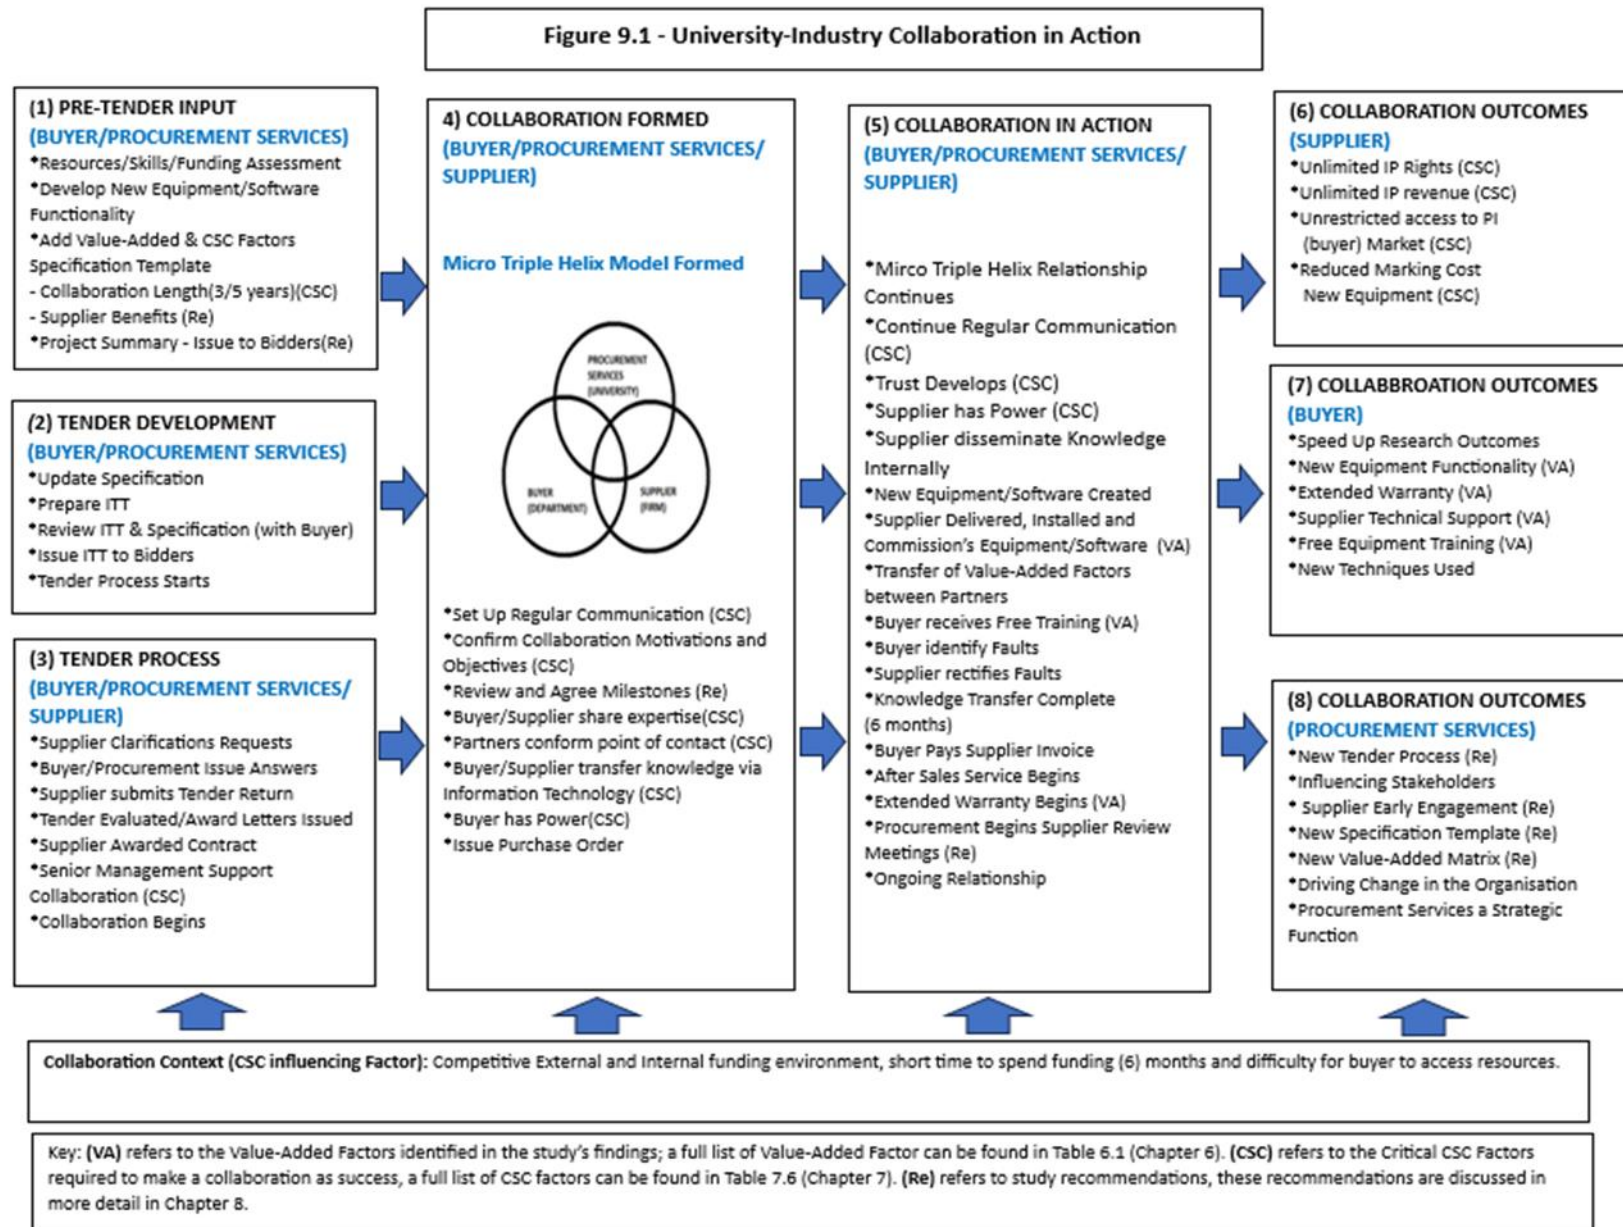 Figure 9.1 - University-Industry Collaboration in Action
(1) PRE-TENDER INPUT
(BUYER/PROCUREMENT SERVICES)
*Resources/Skills/Funding Assessment
*Develop New Equipment/Software
Functionality
*Add Value-Added & CSC Factors
Specification Template
- Collaboration Length(3/5 years)(CSC)
- Supplier Benefits (Re)
*Project Summary - Issue to Bidders(Re)
(2) TENDER DEVELOPMENT
(BUYER/PROCUREMENT SERVICES)
*Update Specification
*Prepare ITT
*Review ITT & Specification (with Buyer)
*Issue ITT to Bidders
*Tender Process Starts
(3) TENDER PROCESS
(BUYER/PROCUREMENT SERVICES/
SUPPLIER)
*Supplier Clarifications Requests
*Buyer/Procurement Issue Answers
*Supplier submits Tender Return
*Tender Evaluated/Award Letters Issued
*Supplier Awarded Contract
*Senior Management Support
Collaboration (CSC)
*Collaboration Begins
4) COLLABORATION FORMED
(BUYER/PROCUREMENT SERVICES/
SUPPLIER)
Micro Triple Helix Model Formed
PROCUREMENT
SERVICES
(UNIVERSITY)
BUYER
(DEPARTMENT)
SUPPLIER
(FIRM)
*Set Up Regular Communication (CSC)
*Confirm Collaboration Motivations and
Objectives (CSC)
*Review and Agree Milestones (Re)
*Buyer/Supplier share expertise(CSC)
*Partners conform point of contact (CSC)
*Buyer/Supplier transfer knowledge via
Information Technology (CSC)
*Buyer has Power(CSC)
*Issue Purchase Order
(5) COLLABORATION IN ACTION
(BUYER/PROCUREMENT SERVICES/
SUPPLIER)
*Mirco Triple Helix Relationship
Continues
*Continue Regular Communication
(CSC)
*Trust Develops (CSC)
*Supplier has Power (CSC)
*Supplier disseminate Knowledge
Internally
*New Equipment/Software Created
*Supplier Delivered, Installed and
Commission's Equipment/Software (VA)
*Transfer of Value-Added Factors
between Partners
*Buyer receives Free Training (VA)
*Buyer identify Faults
*Supplier rectifies Faults
*Knowledge Transfer Complete
(6 months)
*Buyer Pays Supplier Invoice
*After Sales Service Begins
*Extended Warranty Begins (VA)
*Procurement Begins Supplier Review
Meetings (Re)
*Ongoing Relationship
(6) COLLABORATION OUTCOMES
(SUPPLIER)
*Unlimited IP Rights (CSC)
*Unlimited IP revenue (CSC)
*Unrestricted access to PI
(buyer) Market (CSC)
*Reduced Marking Cost
New Equipment (CSC)
(7) COLLABBROATION OUTCOMES
(BUYER)
*Speed Up Research Outcomes
*New Equipment Functionality (VA)
*Extended Warranty (VA)
*Supplier Technical Support (VA)
*Free Equipment Training (VA)
*New Techniques Used
(8) COLLABORATION OUTCOMES
(PROCUREMENT SERVICES)
*New Tender Process (Re)
*Influencing Stakeholders
* Supplier Early Engagement (Re)
*New Specification Template (Re)
*New Value-Added Matrix (Re)
*Driving Change in the Organisation
*Procurement Services a Strategic
Function
Collaboration Context (CSC influencing Factor): Competitive External and Internal funding environment, short time to spend funding (6) months and difficulty for buyer to access resources.
Key: (VA) refers to the Value-Added Factors identified in the study's findings; a full list of Value-Added Factor can be found in Table 6.1 (Chapter 6). (CSC) refers to the Critical CSC Factors
required to make a collaboration as success, a full list of CSC factors can be found in Table 7.6 (Chapter 7). (Re) refers to study recommendations, these recommendations are discussed in
more detail in Chapter 8.